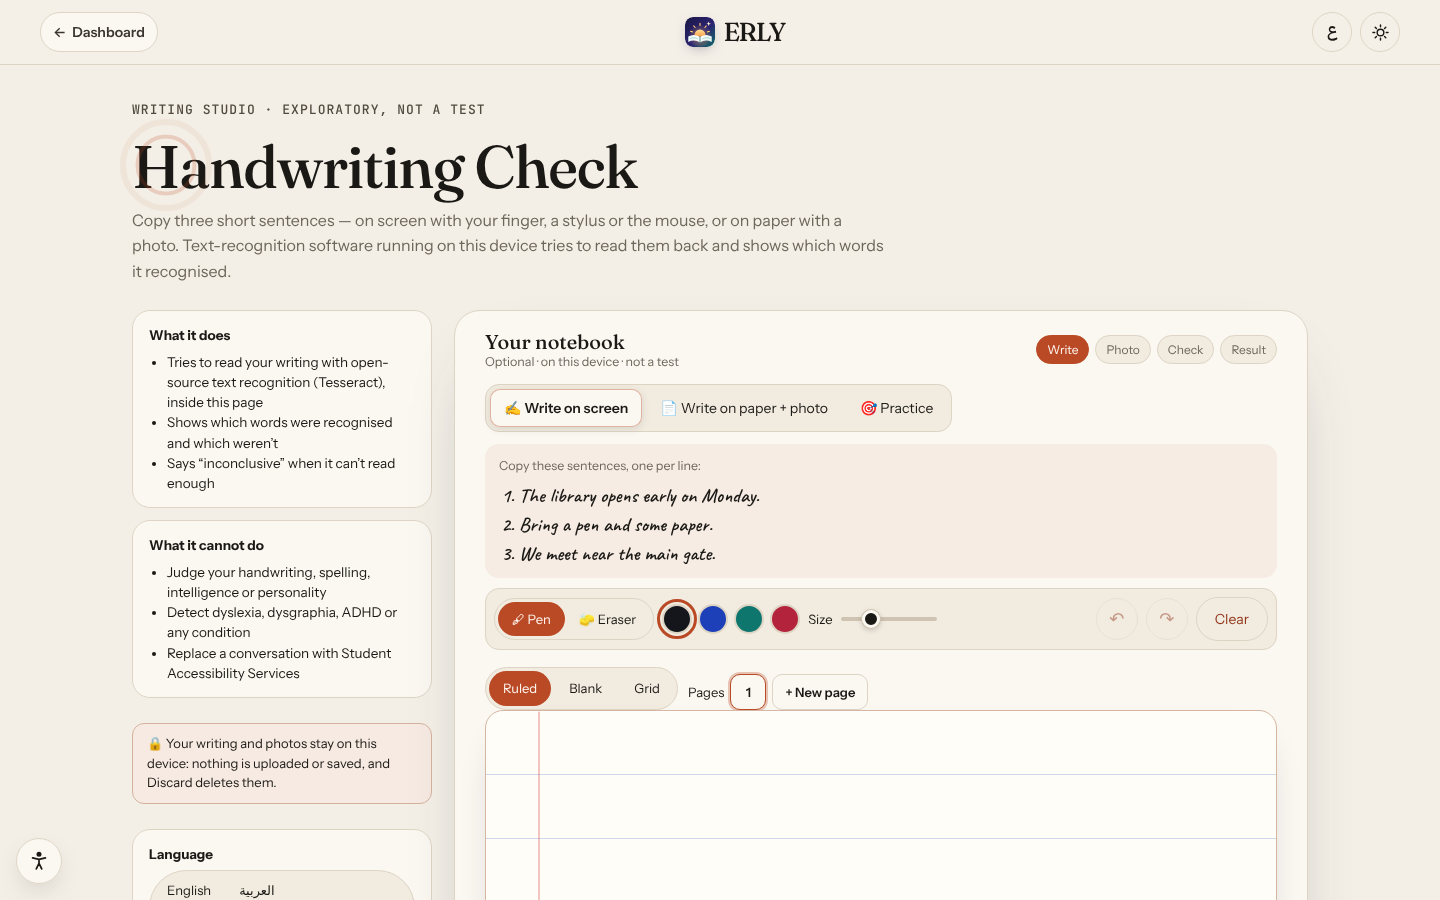 ← Dashboard
ERLY
ع
WRITING STUDIO · EXPLORATORY, NOT A TEST
Handwriting Check
Copy three short sentences — on screen with your finger, a stylus or the mouse, or on paper with a
photo. Text-recognition software running on this device tries to read them back and shows which words
it recognised.
What it does
• Tries to read your writing with open-
source text recognition (Tesseract),
inside this page
• Shows which words were recognised
and which weren’t
• Says “inconclusive” when it can’t read
enough
What it cannot do
• Judge your handwriting, spelling,
intelligence or personality
• Detect dyslexia, dysgraphia, ADHD or
any condition
• Replace a conversation with Student
Accessibility Services
🔒 Your writing and photos stay on this
device: nothing is uploaded or saved, and
Discard deletes them.
Language
English العربية
Your notebook
Optional · on this device · not a test
Write Photo Check Result
✍️ Write on screen 📄 Write on paper + photo 🎯 Practice
Copy these sentences, one per line:
1. The library opens early on Monday.
2. Bring a pen and some paper.
3. We meet near the main gate.
Pen Eraser Size ↶ ↷ Clear
Ruled Blank Grid Pages 1 + New page